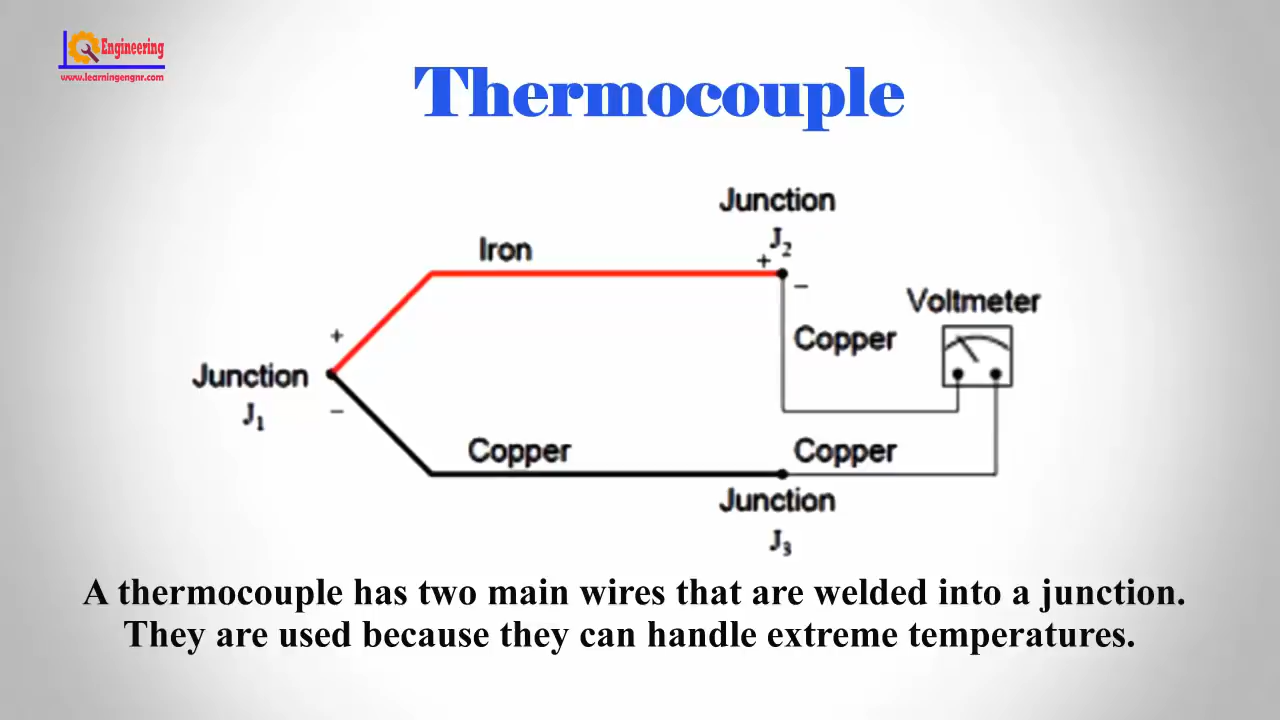 Engineering
www.learningengnr.com
Thermocouple
Junction
J2
Iron
+
−
Voltmeter
+
Copper
Junction
J1
−
Copper
Copper
Junction
J3
A thermocouple has two main wires that are welded into a junction.
They are used because they can handle extreme temperatures.